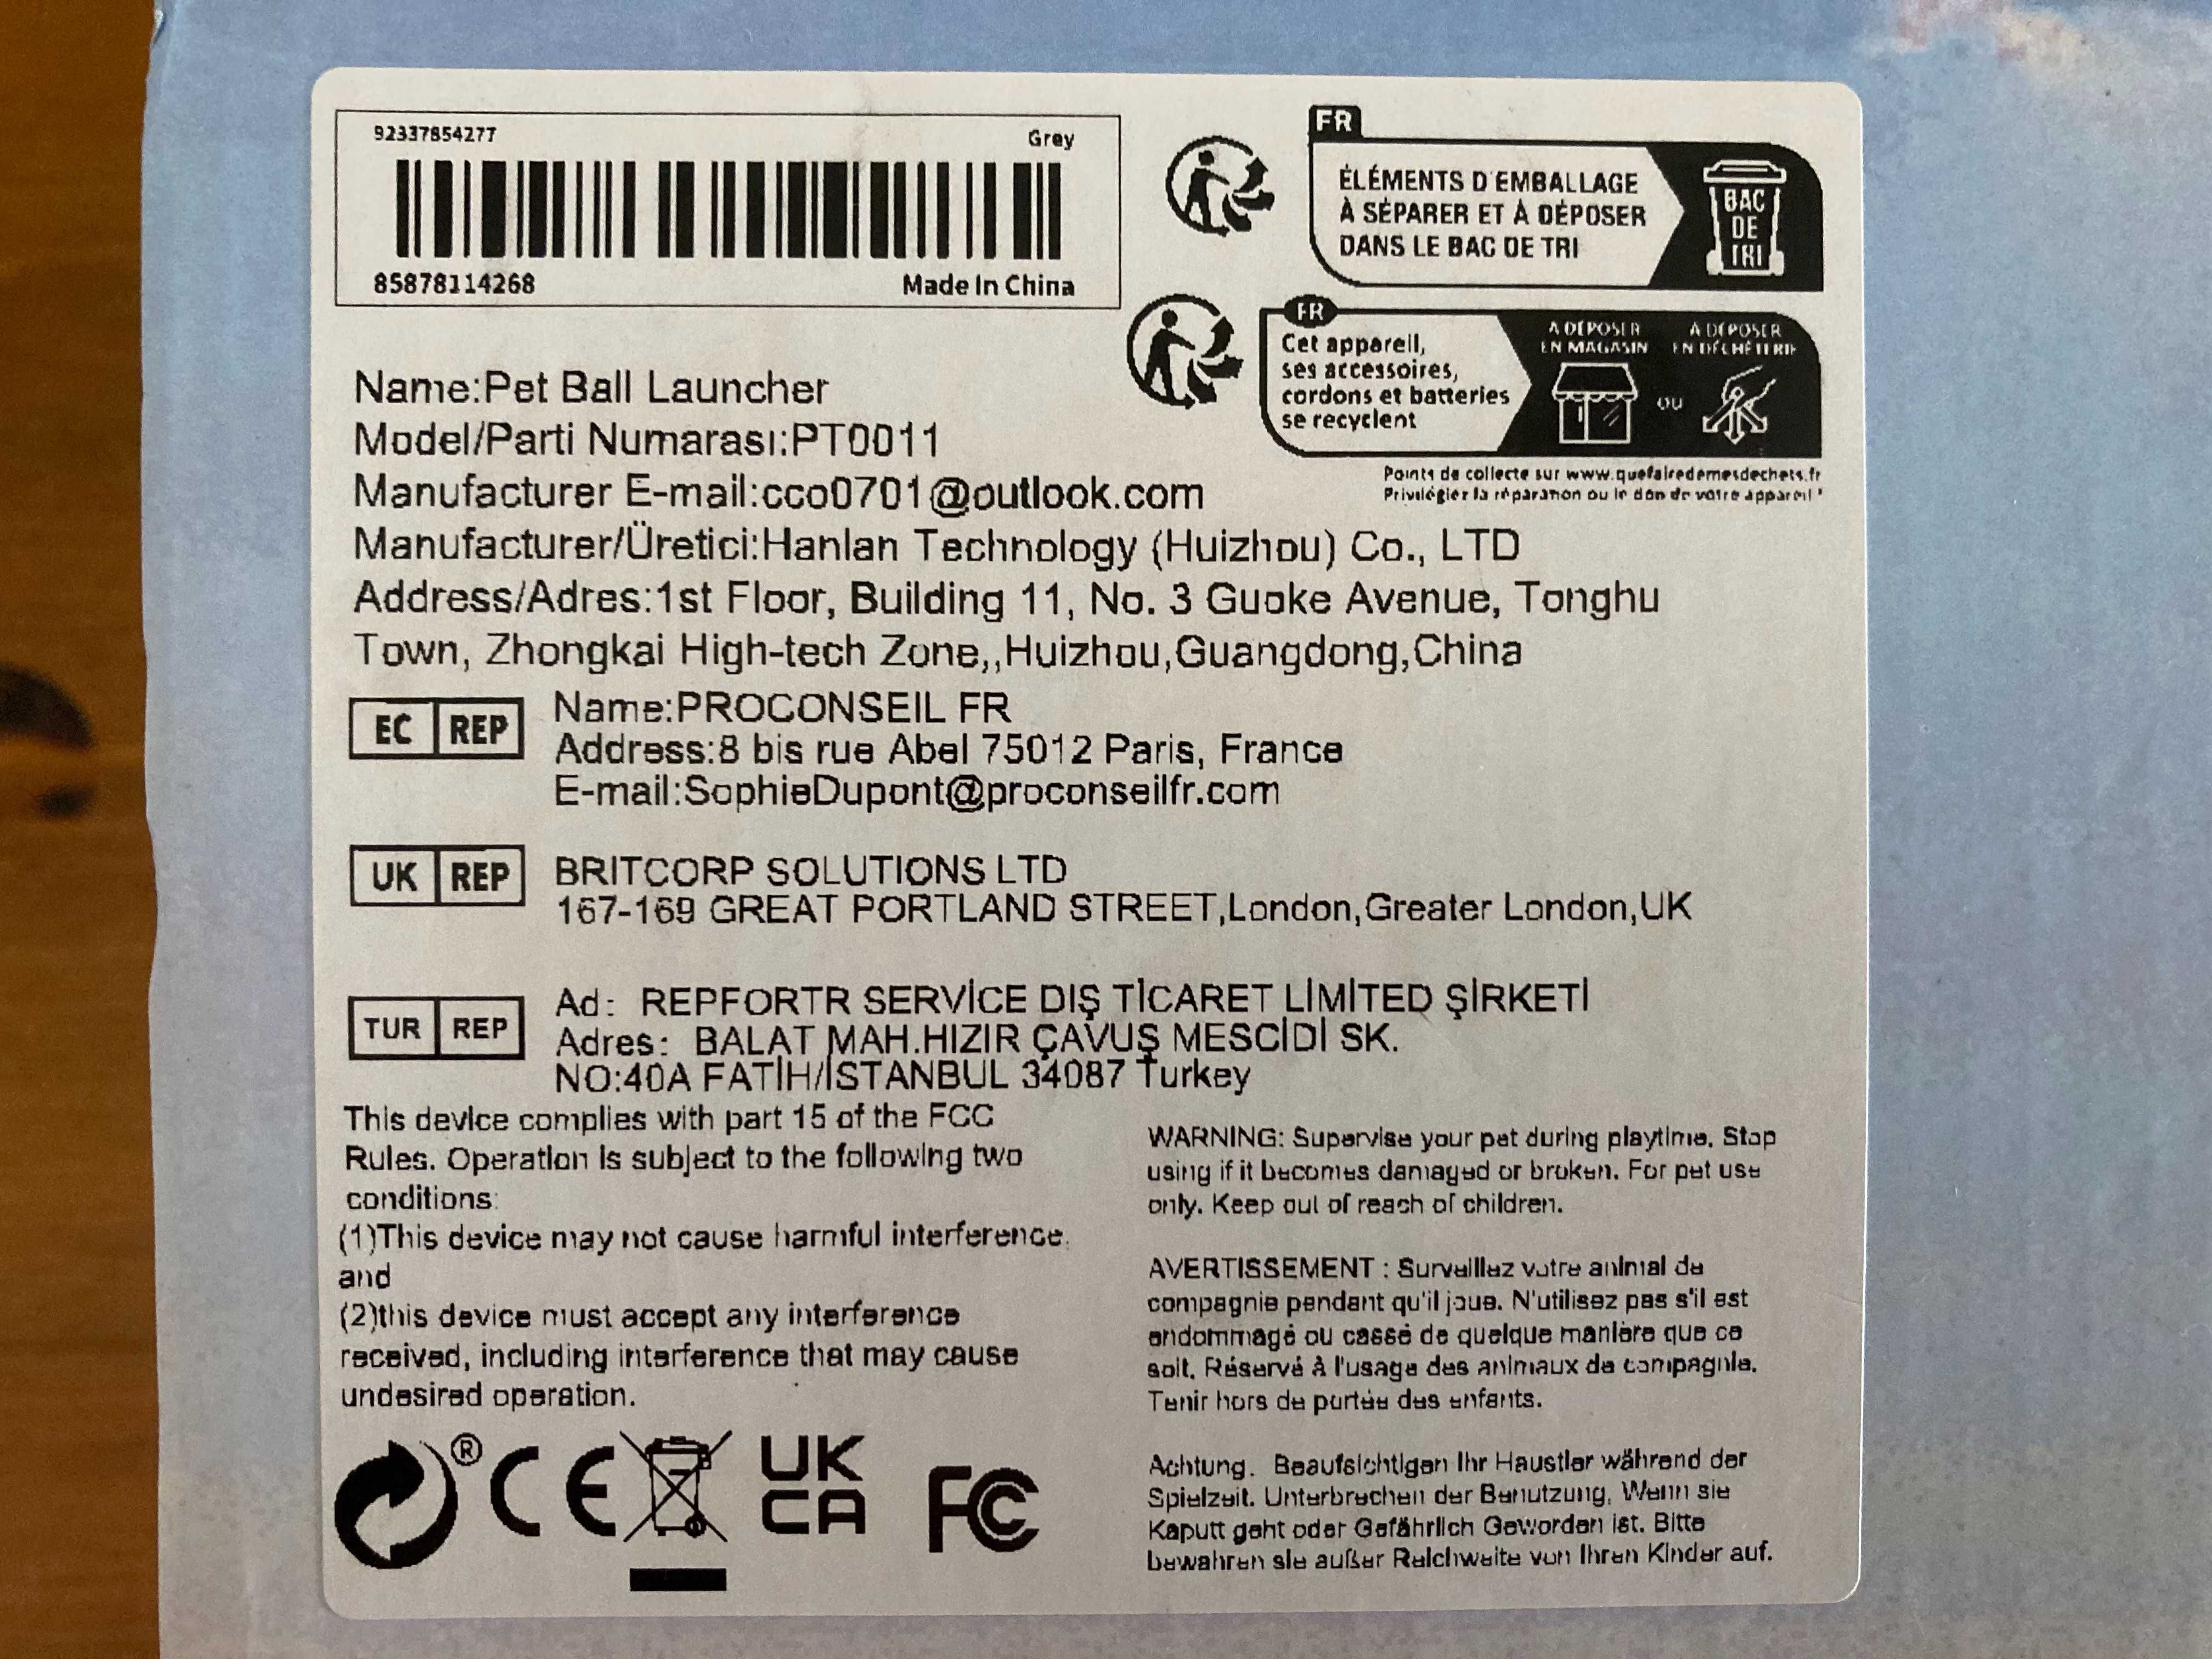 92337854277
Grey
85878114268
Made In China
FR
ÉLÉMENTS D'EMBALLAGE
À SÉPARER ET À DÉPOSER
DANS LE BAC DE TRI
BAC
DE
TRI
FR
Cet appareil,
ses accessoires,
cordons et batteries
se recyclent
A DÉPOSER
EN MAGASIN
OU
A DÉPOSER
EN DÉCHÈTERIE
Points de collecte sur www.quefairedemesdechets.fr
Privilégiez la réparation ou le don de votre appareil !
Name:Pet Ball Launcher
Model/Parti Numarası:PT0011
Manufacturer E-mail:cco0701@outlook.com
Manufacturer/Üretici:Hanlan Technology (Huizhou) Co., LTD
Address/Adres:1st Floor, Building 11, No. 3 Guoke Avenue, Tonghu
Town, Zhongkai High-tech Zone,,Huizhou,Guangdong,China
EC REP
Name:PROCONSEIL FR
Address:8 bis rue Abel 75012 Paris, France
E-mail:SophieDupont@proconseilfr.com
UK REP
BRITCORP SOLUTIONS LTD
167-169 GREAT PORTLAND STREET,London,Greater London,UK
TUR REP
Ad: REPFORTR SERVİCE DIŞ TİCARET LİMİTED ŞİRKETİ
Adres: BALAT MAH.HIZIR ÇAVUŞ MESCİDİ SK.
NO:40A FATİH/İSTANBUL 34087 Turkey
This device complies with part 15 of the FCC
Rules. Operation is subject to the following two
conditions:
(1)This device may not cause harmful interference.
and
(2)this device must accept any interference
received, including interference that may cause
undesired operation.
® CE UK CA FC
WARNING: Supervise your pet during playtime. Stop
using if it becomes damaged or broken. For pet use
only. Keep out of reach of children.
AVERTISSEMENT : Surveillez votre animal de
compagnie pendant qu'il joue. N'utilisez pas s'il est
endommagé ou cassé de quelque manière que ce
soit. Réservé à l'usage des animaux de compagnie.
Tenir hors de portée des enfants.
Achtung. Beaufsichtigen Ihr Haustier während der
Spielzeit. Unterbrechen der Benutzung, Wenn sie
Kaputt geht oder Gefährlich Geworden ist. Bitte
bewahren sie außer Reichweite von Ihren Kinder auf.